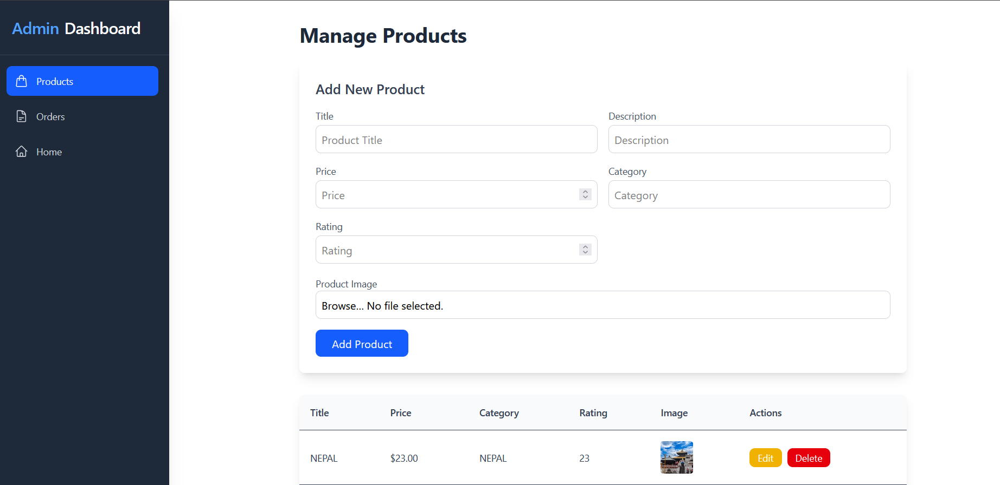 Admin Dashboard
Products
Orders
Home
Manage Products
Add New Product
Title
Description
Product Title
Description
Price
Category
Price
Category
Rating
Rating
Product Image
Browse... No file selected.
Add Product
Title Price Category Rating Image Actions
NEPAL $23.00 NEPAL 23 Edit Delete